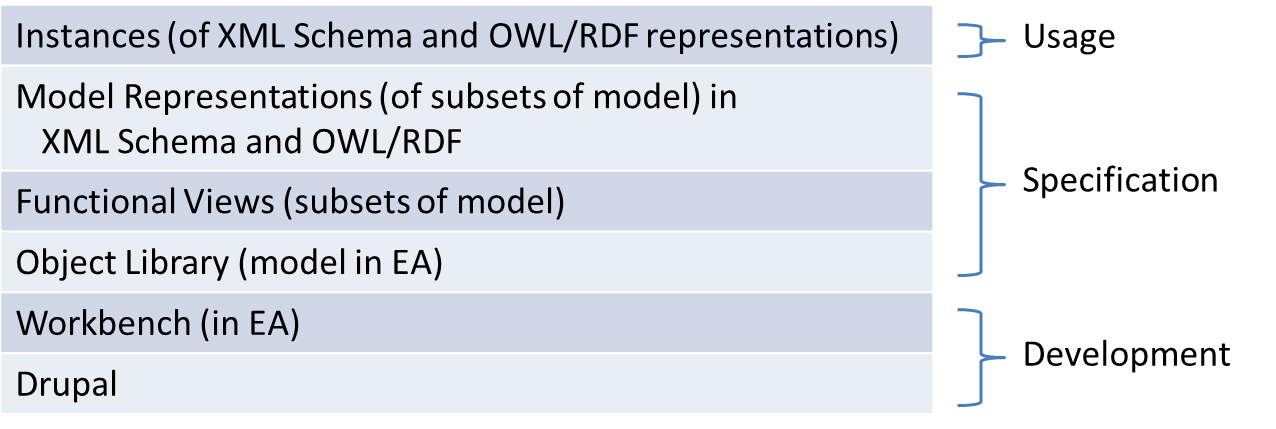 Instances (of XML Schema and OWL/RDF representations)
Usage
Model Representations (of subsets of model) in
XML Schema and OWL/RDF
Specification
Functional Views (subsets of model)
Object Library (model in EA)
Workbench (in EA)
Development
Drupal